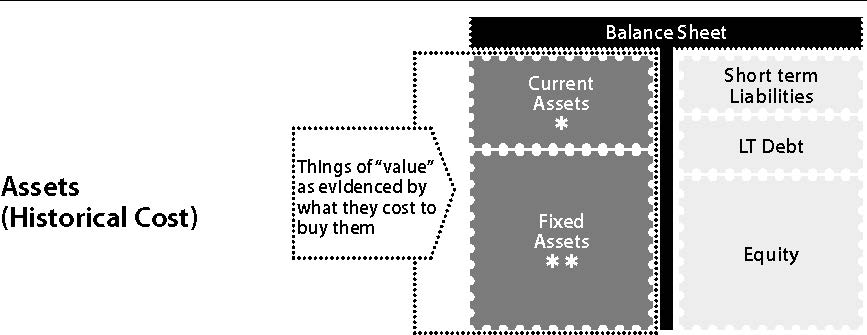 Balance Sheet
Assets
(Historical Cost)
Things of "value"
as evidenced by
what they cost to
buy them
Current
Assets
*
Fixed
Assets
* *
Short term
Liabilities
LT Debt
Equity